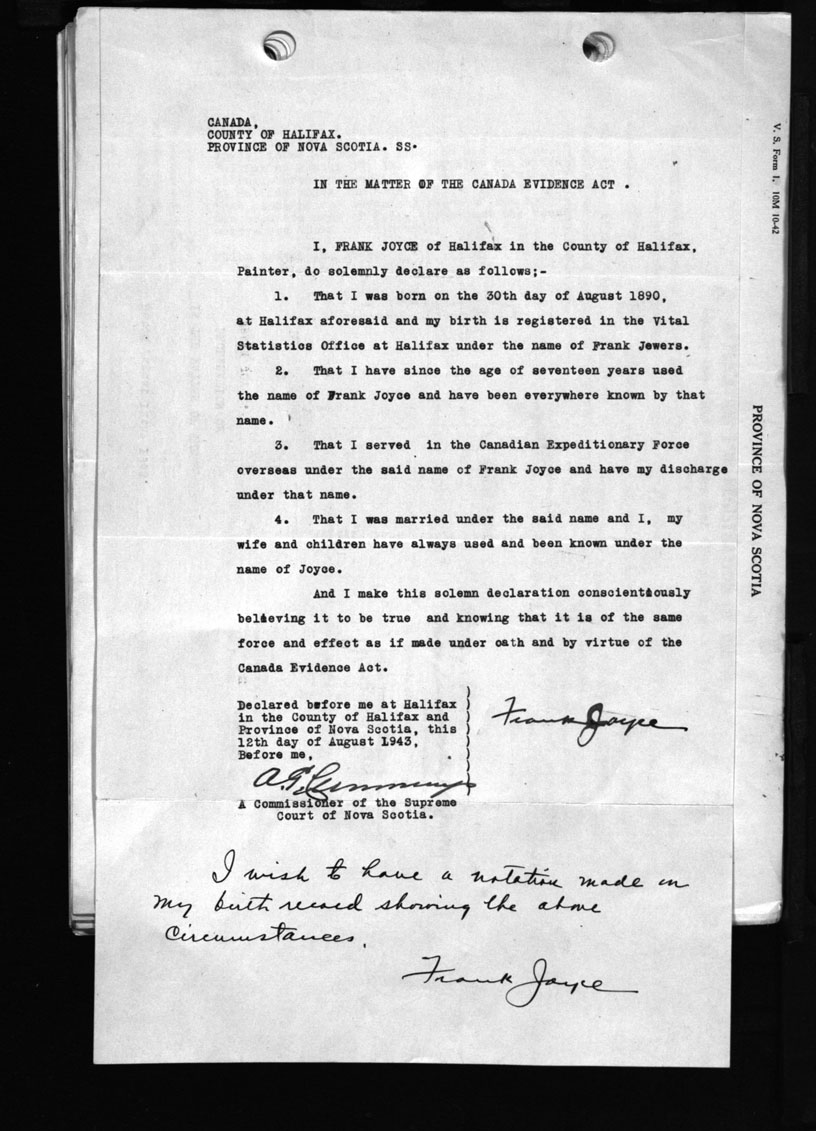 CANADA,
COUNTY OF HALIFAX.
PROVINCE OF NOVA SCOTIA. SS.
IN THE MATTER OF THE CANADA EVIDENCE ACT .
I, FRANK JOYCE of Halifax in the County of Halifax,
Painter, do solemnly declare as follows;-
1. That I was born on the 30th day of August 1890,
at Halifax aforesaid and my birth is registered in the Vital
Statistics Office at Halifax under the name of Frank Jewers.
2. That I have since the age of seventeen years used
the name of Frank Joyce and have been everywhere known by that
name.
3. That I served in the Canadian Expeditionary Force
overseas under the said name of Frank Joyce and have my discharge
under that name.
4. That I was married under the said name and I, my
wife and children have always used and been known under the
name of Joyce.
And I make this solemn declaration conscientiously
believing it to be true and knowing that it is of the same
force and effect as if made under oath and by virtue of the
Canada Evidence Act.
Declared before me at Halifax
in the County of Halifax and
Province of Nova Scotia, this
12th day of August 1943,
Before me,
Frank Joyce
A Commissioner of the Supreme
Court of Nova Scotia.
I wish to have a notation made on
my birth record showing the above
circumstances.
Frank Joyce
V. S. Form 1. 10M 10-42
PROVINCE OF NOVA SCOTIA